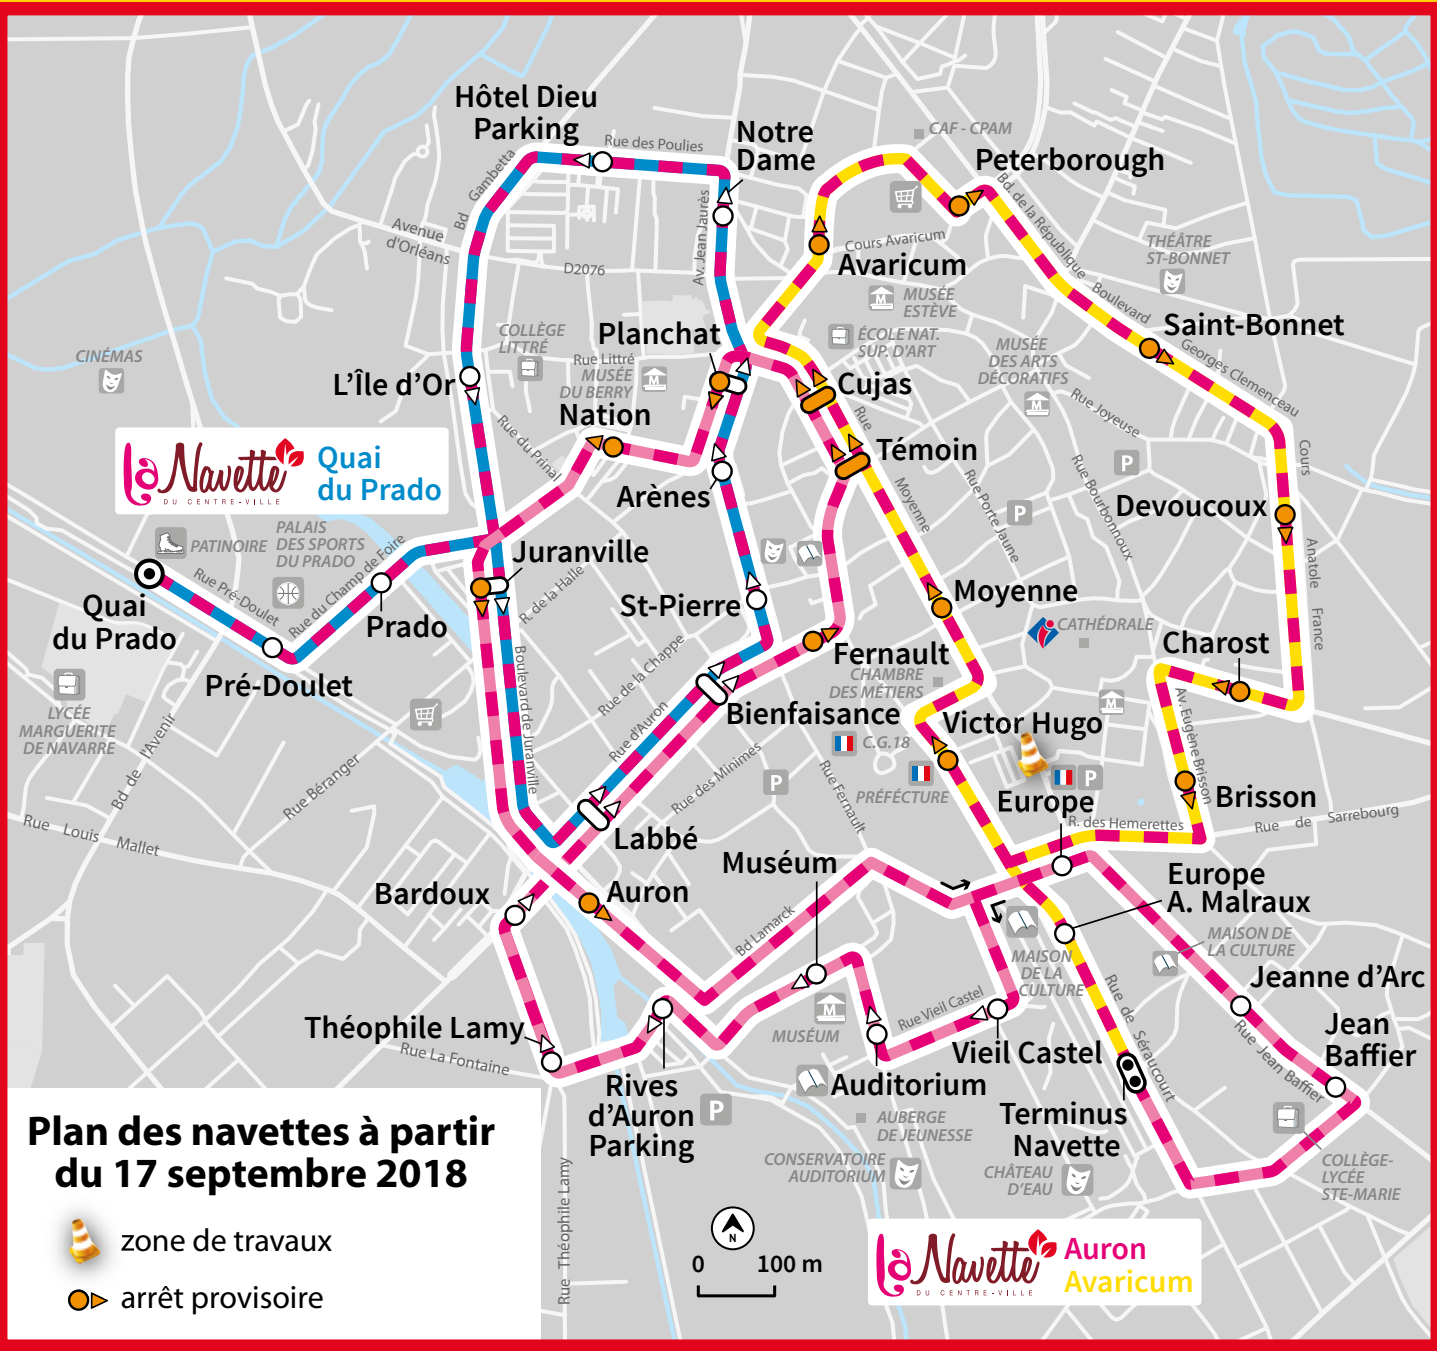 Hôtel Dieu
Parking
Rue des Poulies
Notre
Dame
CAF - CPAM
Peterborough
Bd Gambetta
Avenue
d'Orléans
D2076
Av. Jean Jaurès
Cours Avaricum
Avaricum
Bd. de la République
THÉÂTRE
ST-BONNET
MUSÉE
ESTÈVE
Boulevard
Georges Clemenceau
Saint-Bonnet
ÉCOLE NAT.
SUP. D'ART
MUSÉE
DES ARTS
DÉCORATIFS
CINÉMAS
COLLÈGE
LITTRÉ
Planchat
Rue Littré
MUSÉE
DU BERRY
L'Île d'Or
Cujas
Nation
Rue Joyeuse
Rue du Prinal
Rue
Moyenne
Témoin
Cours
Anatole
France
La Navette
DU CENTRE-VILLE
Quai
du Prado
Arènes
Rue Porte Jaune
Rue Bourbonnoux
P
P
Devoucoux
PATINOIRE
PALAIS
DES SPORTS
DU PRADO
Rue Pré-Doulet
Rue du Champ de Foire
Quai
du Prado
Prado
Pré-Doulet
Juranville
R. de la Halle
St-Pierre
Moyenne
CATHÉDRALE
Charost
Fernault
CHAMBRE
DES MÉTIERS
Boulevard de Juranville
Rue de la Chappe
Rue d'Auron
Bienfaisance
Victor Hugo
C.G.18
PRÉFÉCTURE
P
Europe
R. des Hemerettes
Av. Eugène Brisson
Brisson
Rue de Sarrebourg
LYCÉE
MARGUERITE
DE NAVARRE
Bd. de l'Avenir
Rue Béranger
Rue Louis Mallet
Rue des Minimes
P
Rue Fernault
Labbé
Muséum
Bardoux
Auron
Bd Lamarck
Europe
A. Malraux
MAISON DE
LA CULTURE
MAISON
DE LA
CULTURE
Jeanne d'Arc
Rue Vieil Castel
Rue de Séraucourt
Théophile Lamy
Rue La Fontaine
M
MUSÉUM
Vieil Castel
Rue Jean Baffier
Jean
Baffier
Rives
d'Auron
Parking
P
Auditorium
AUBERGE
DE JEUNESSE
Terminus
Navette
CONSERVATOIRE
AUDITORIUM
CHÂTEAU
D'EAU
COLLÈGE-
LYCÉE
STE-MARIE
Rue Théophile Lamy
Plan des navettes à partir
du 17 septembre 2018
zone de travaux
arrêt provisoire
N
0 100 m
La Navette
DU CENTRE-VILLE
Auron
Avaricum